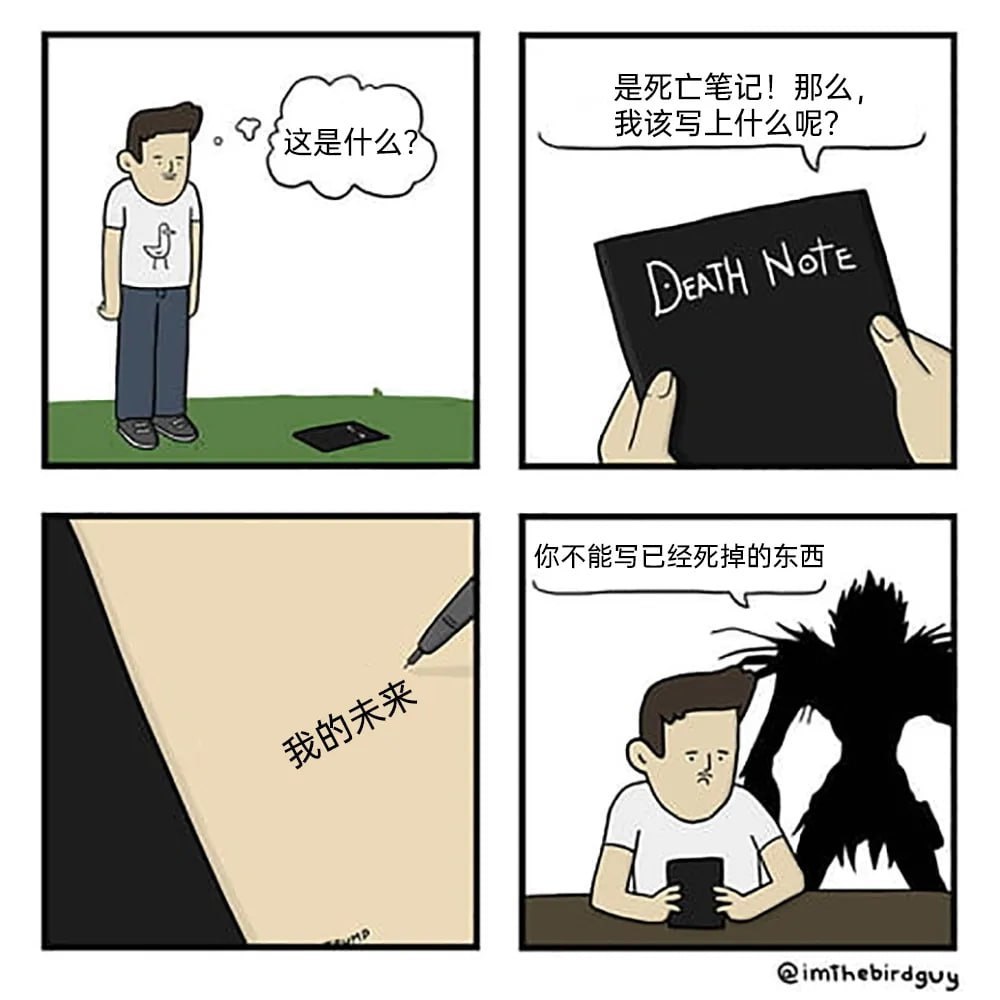 这是什么？
是死亡笔记！那么，
我该写上什么呢？
DEATH NOTE
我的未来
你不能写已经死掉的东西
@imthebirdguy